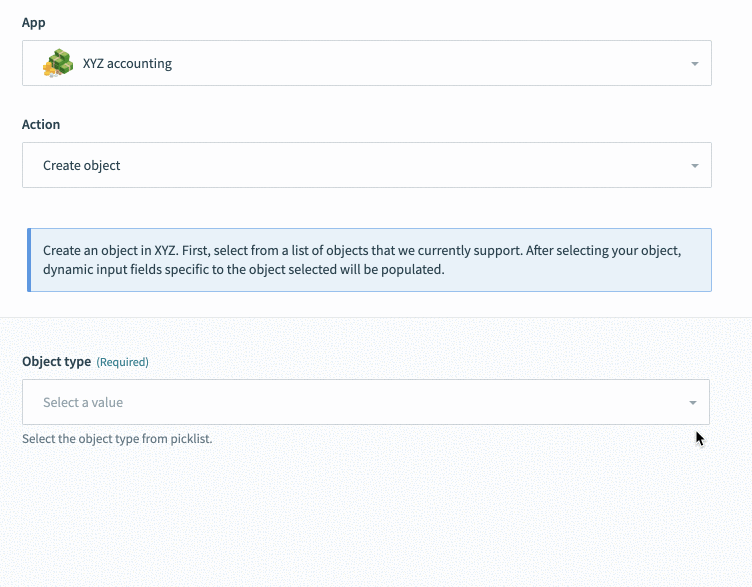 App
XYZ accounting
Action
Create object
Create an object in XYZ. First, select from a list of objects that we currently support. After selecting your object,
dynamic input fields specific to the object selected will be populated.
Object type (Required)
Select a value
Select the object type from picklist.